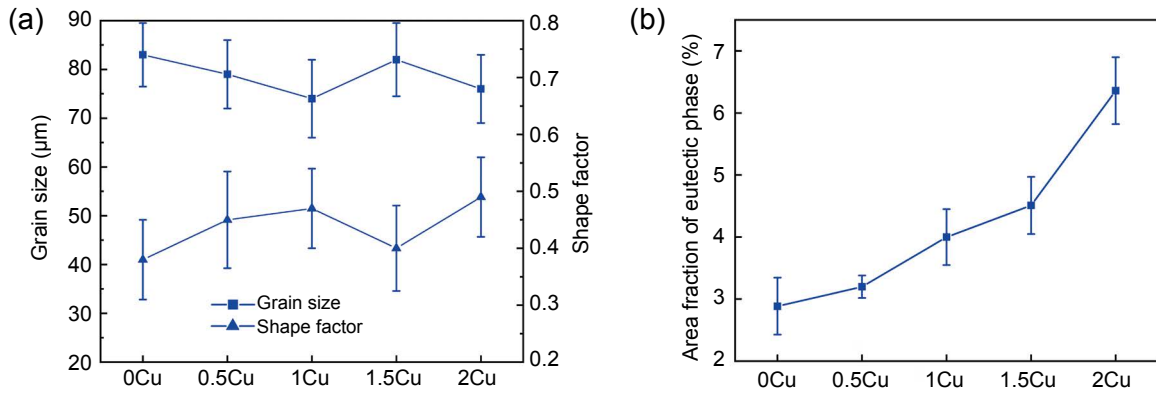 (a)
Grain size (μm)
90
80
70
60
50
40
30
20
0.8
0.7
0.6
0.5
0.4
0.3
0.2
Shape factor
Grain size
Shape factor
0Cu 0.5Cu 1Cu 1.5Cu 2Cu
(b)
Area fraction of eutectic phase (%)
7
6
5
4
3
2
0Cu 0.5Cu 1Cu 1.5Cu 2Cu